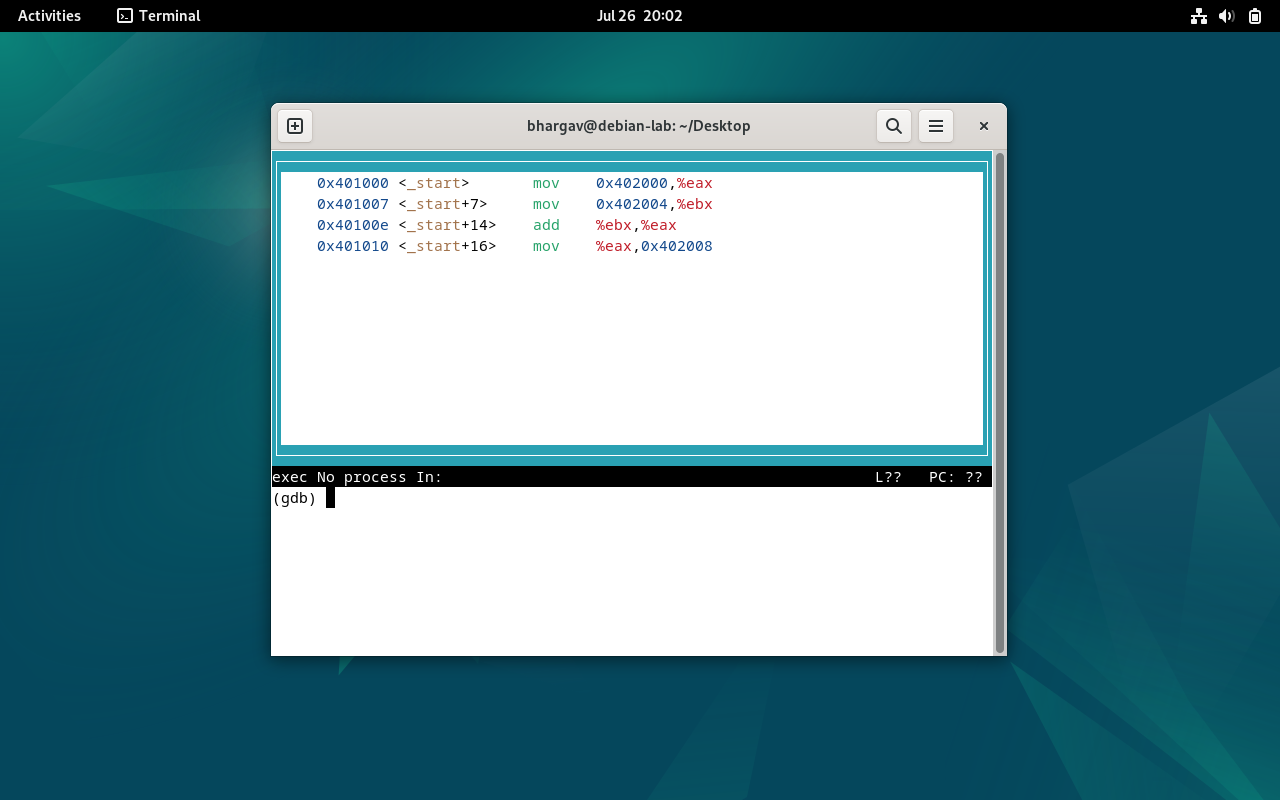 Activities Terminal Jul 26 20:02
bhargav@debian-lab: ~/Desktop
0x401000 <_start> mov 0x402000,%eax
0x401007 <_start+7> mov 0x402004,%ebx
0x40100e <_start+14> add %ebx,%eax
0x401010 <_start+16> mov %eax,0x402008
exec No process In: L?? PC: ??
(gdb)